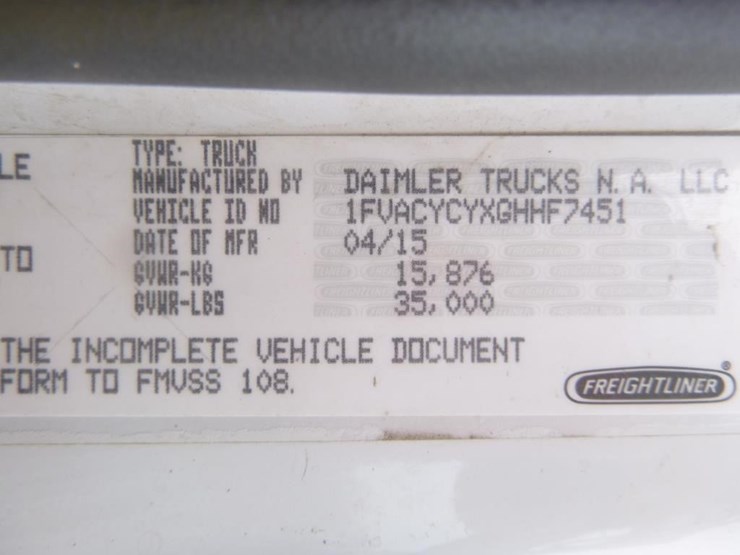 LE
TYPE: TRUCK
MANUFACTURED BY DAIMLER TRUCKS N.A. LLC
VEHICLE ID NO 1FVACYCYXGHHF7451
TO
DATE OF MFR 04/15
GVWR-KG 15,876
GVWR-LBS 35,000
THE INCOMPLETE VEHICLE DOCUMENT
FORM TO FMVSS 108.
FREIGHTLINER®